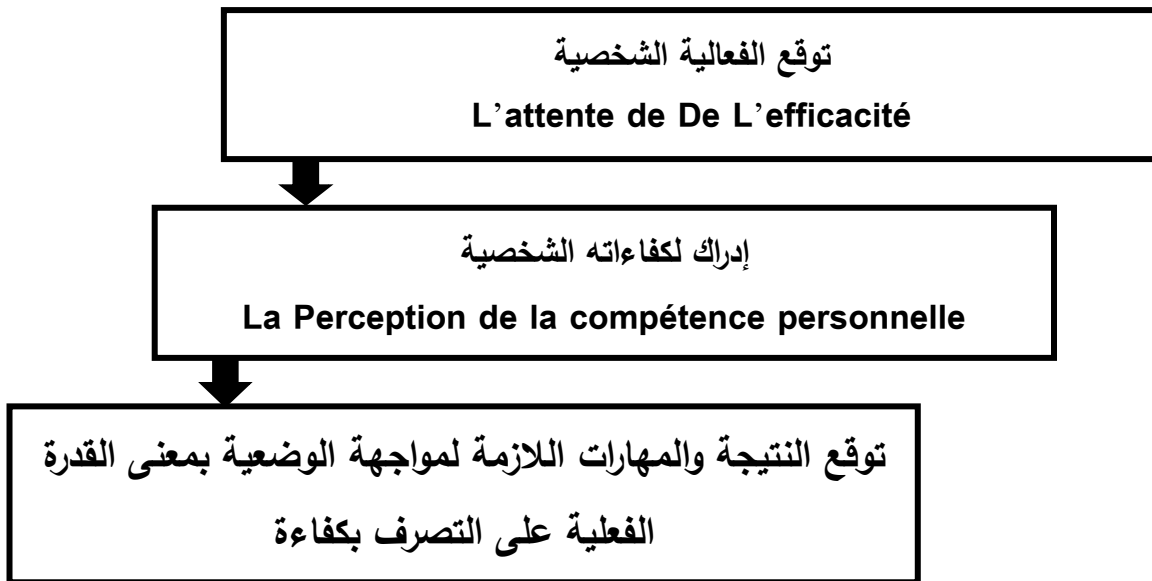 توقع الفعالية الشخصية
L’attente de De L’efficacité
إدراك لكفاءاته الشخصية
La Perception de la compétence personnelle
توقع النتيجة والمهارات اللازمة لمواجهة الوضعية بمعنى القدرة
الفعلية على التصرف بكفاءة